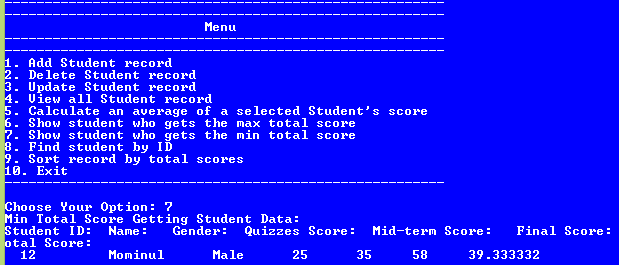 Menu
1. Add Student record
2. Delete Student record
3. Update Student record
4. View all Student record
5. Calculate an average of a selected Student's score
6. Show student who gets the max total score
7. Show student who gets the min total score
8. Find student by ID
9. Sort record by total scores
10. Exit
Choose Your Option: 7
Min Total Score Getting Student Data:
Student ID: Name: Gender: Quizzes Score: Mid-term Score: Final Score:
otal Score:
12 Mominul Male 25 35 58 39.333332